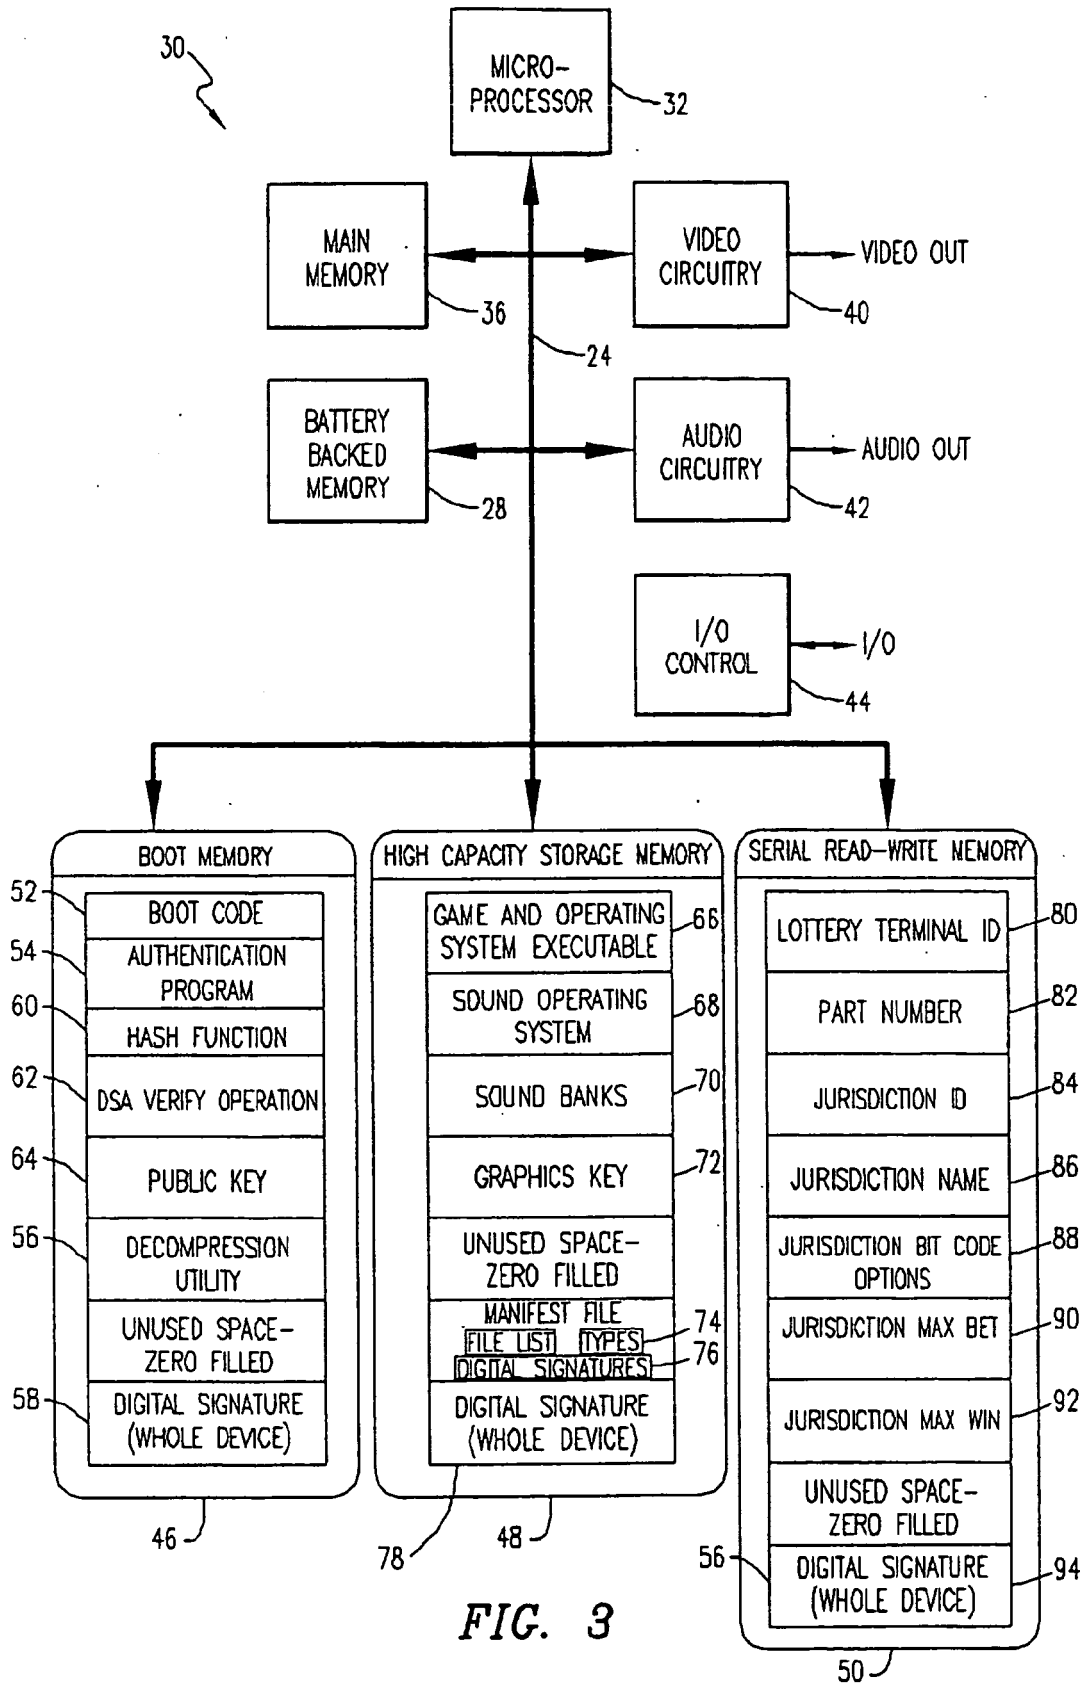 30
MICRO-
PROCESSOR
32
MAIN
MEMORY
36
VIDEO
CIRCUITRY
40
VIDEO OUT
24
BATTERY
BACKED
MEMORY
28
AUDIO
CIRCUITRY
42
AUDIO OUT
I/O
CONTROL
44
I/O
BOOT MEMORY
52
BOOT CODE
54
AUTHENTICATION
PROGRAM
60
HASH FUNCTION
62
DSA VERIFY OPERATION
64
PUBLIC KEY
56
DECOMPRESSION
UTILITY
UNUSED SPACE-
ZERO FILLED
58
DIGITAL SIGNATURE
(WHOLE DEVICE)
46
HIGH CAPACITY STORAGE MEMORY
GAME AND OPERATING
SYSTEM EXECUTABLE
66
SOUND OPERATING
SYSTEM
68
SOUND BANKS
70
GRAPHICS KEY
72
UNUSED SPACE-
ZERO FILLED
MANIFEST FILE
FILE LIST TYPES
74
DIGITAL SIGNATURES
76
DIGITAL SIGNATURE
(WHOLE DEVICE)
78
48
SERIAL READ-WRITE MEMORY
LOTTERY TERMINAL ID
80
PART NUMBER
82
JURISDICTION ID
84
JURISDICTION NAME
86
JURISDICTION BIT CODE
OPTIONS
88
JURISDICTION MAX BET
90
JURISDICTION MAX WIN
92
UNUSED SPACE-
ZERO FILLED
56
DIGITAL SIGNATURE
(WHOLE DEVICE)
94
50
FIG. 3